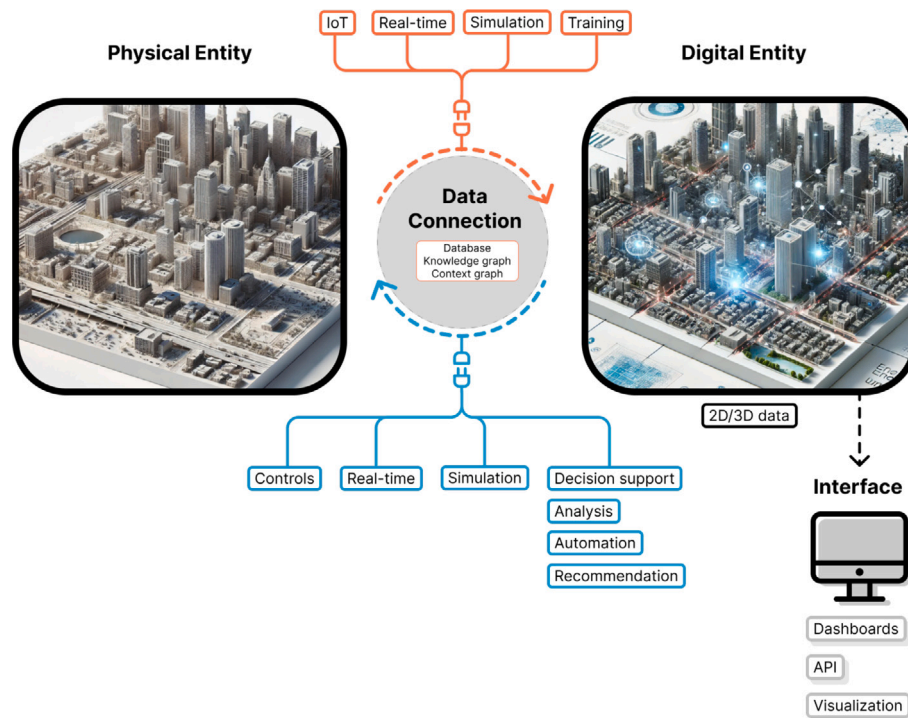 IoT
Real-time
Simulation
Training
Physical Entity
Digital Entity
Data
Connection
Database
Knowledge graph
Context graph
2D/3D data
Controls
Real-time
Simulation
Decision support
Analysis
Automation
Recommendation
Interface
Dashboards
API
Visualization